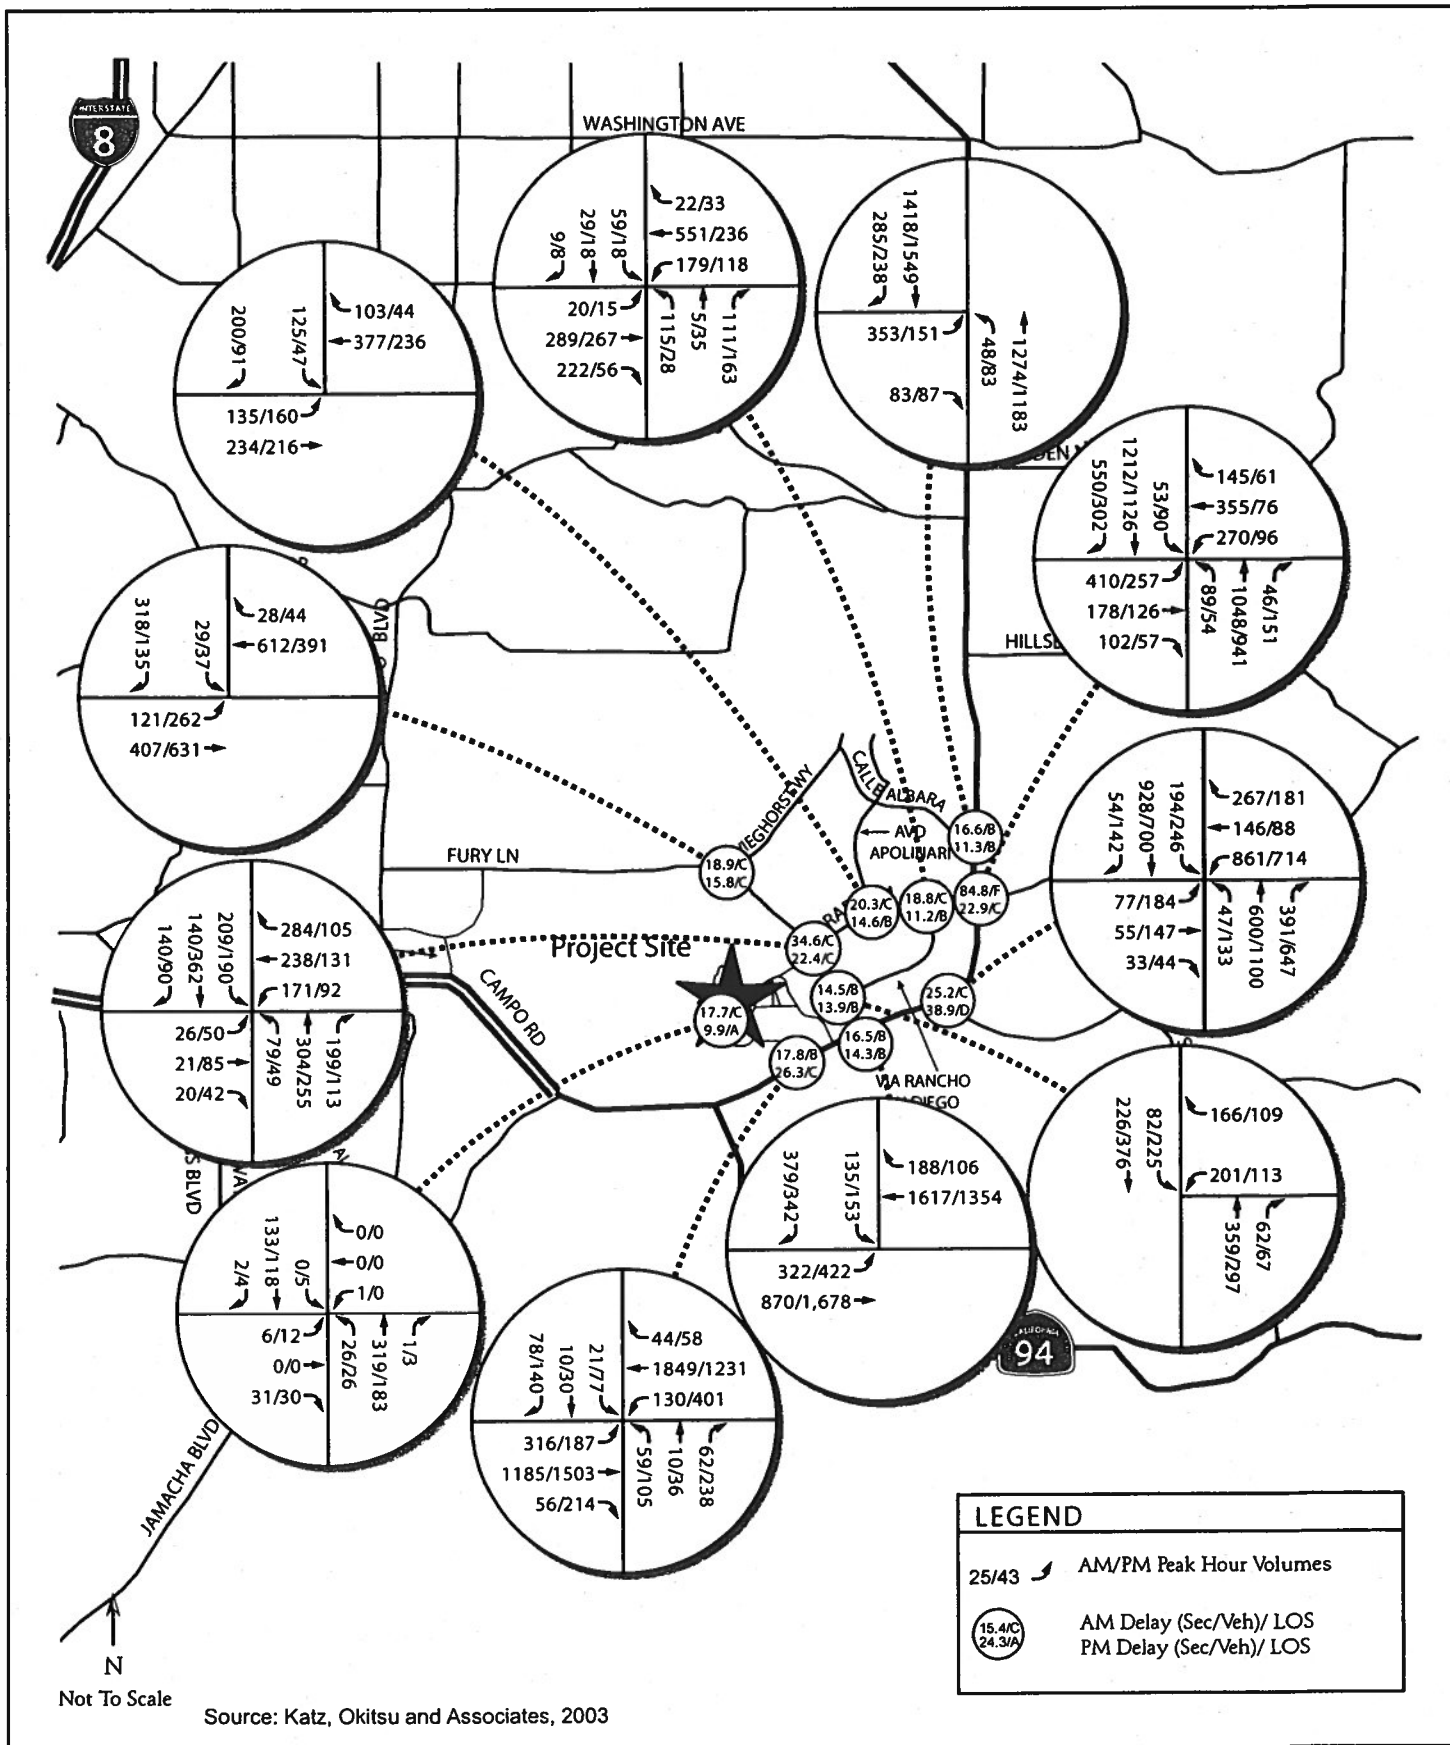 INTERSTATE
8
WASHINGTON AVE
22/33
551/236
179/118
59/18
29/18
9/8
20/15
289/267
222/56
115/28
5/35
111/163
1418/1549
285/238
353/151
83/87
48/83
1274/1183
103/44
377/236
125/47
200/91
135/160
234/216
DEN
145/61
355/76
270/96
53/90
1212/1126
550/302
410/257
178/126
102/57
89/54
1048/941
46/151
BLVD
HILLSD
28/44
612/391
29/37
318/135
121/262
407/631
CALLE ALBARA
IEGHORST WY
AVD
APOLINARI
FURY LN
16.6/B
11.3/B
18.9/C
15.8/C
84.8/F
22.9/C
18.8/C
11.2/B
20.3/C
14.6/B
RA
34.6/C
22.4/C
267/181
146/88
861/714
194/246
928/700
54/142
77/184
55/147
33/44
47/133
600/1100
391/647
284/105
238/131
171/92
209/190
140/362
140/90
26/50
21/85
20/42
79/49
304/255
199/113
Project Site
CAMPO RD
14.5/B
13.9/B
25.2/C
38.9/D
17.7/C
9.9/A
16.5/B
14.3/B
17.8/B
26.3/C
VIA RANCHO
DIEGO
S BLVD
VA
166/109
201/113
82/225
226/376
359/297
62/67
188/106
1617/1354
135/153
379/342
322/422
870/1,678
0/0
0/0
1/0
0/5
133/118
2/4
6/12
0/0
31/30
26/26
319/183
1/3
44/58
1849/1231
130/401
21/77
10/30
78/140
316/187
1185/1503
56/214
59/105
10/36
62/238
CALIFORNIA
94
JAMACHA BLVD
LEGEND
25/43 AM/PM Peak Hour Volumes
15.4/C
24.3/A
AM Delay (Sec/Veh)/ LOS
PM Delay (Sec/Veh)/ LOS
N
Not To Scale
Source: Katz, Okitsu and Associates, 2003